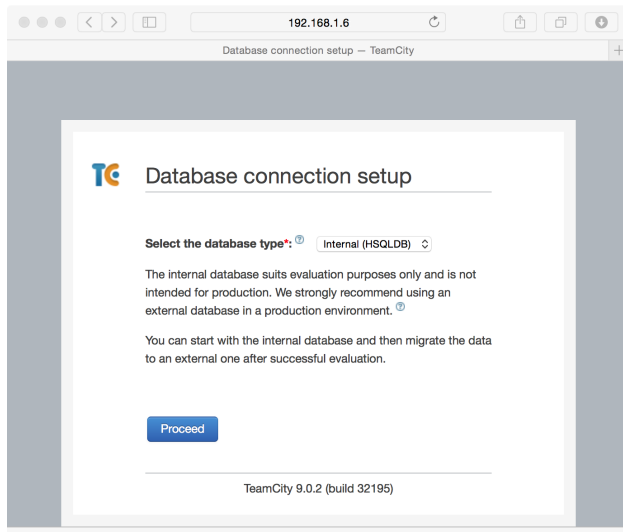 192.168.1.6
Database connection setup — TeamCity
TC
Database connection setup
Select the database type*: ? Internal (HSQLDB)
The internal database suits evaluation purposes only and is not
intended for production. We strongly recommend using an
external database in a production environment. ?
You can start with the internal database and then migrate the data
to an external one after successful evaluation.
Proceed
TeamCity 9.0.2 (build 32195)